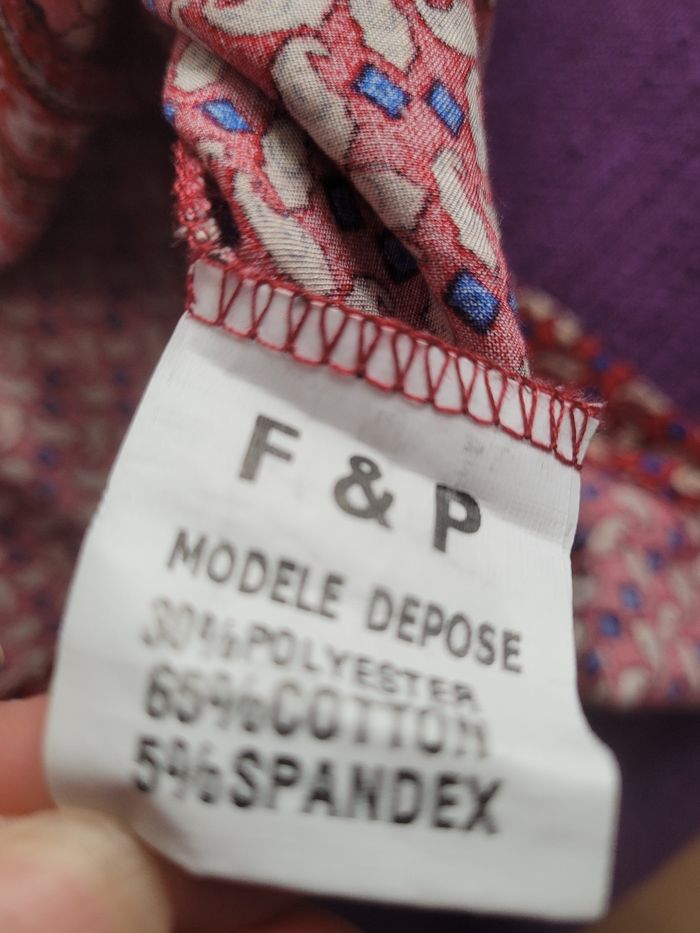 F & P
MODELE DEPOSE
30%POLYESTER
65%COTTON
5%SPANDEX